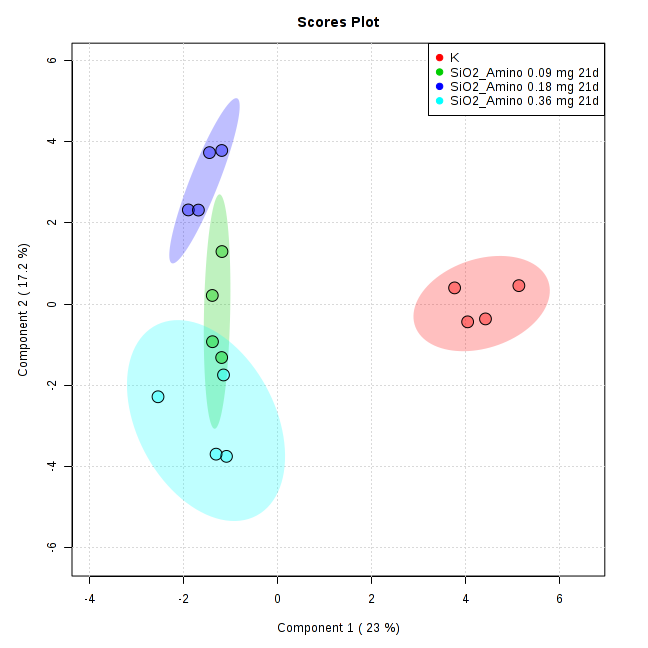 Scores Plot
K
SiO2_Amino 0.09 mg 21d
SiO2_Amino 0.18 mg 21d
SiO2_Amino 0.36 mg 21d
6
4
2
0
-2
-4
-6
Component 2 ( 17.2 %)
-4 -2 0 2 4 6
Component 1 ( 23 %)